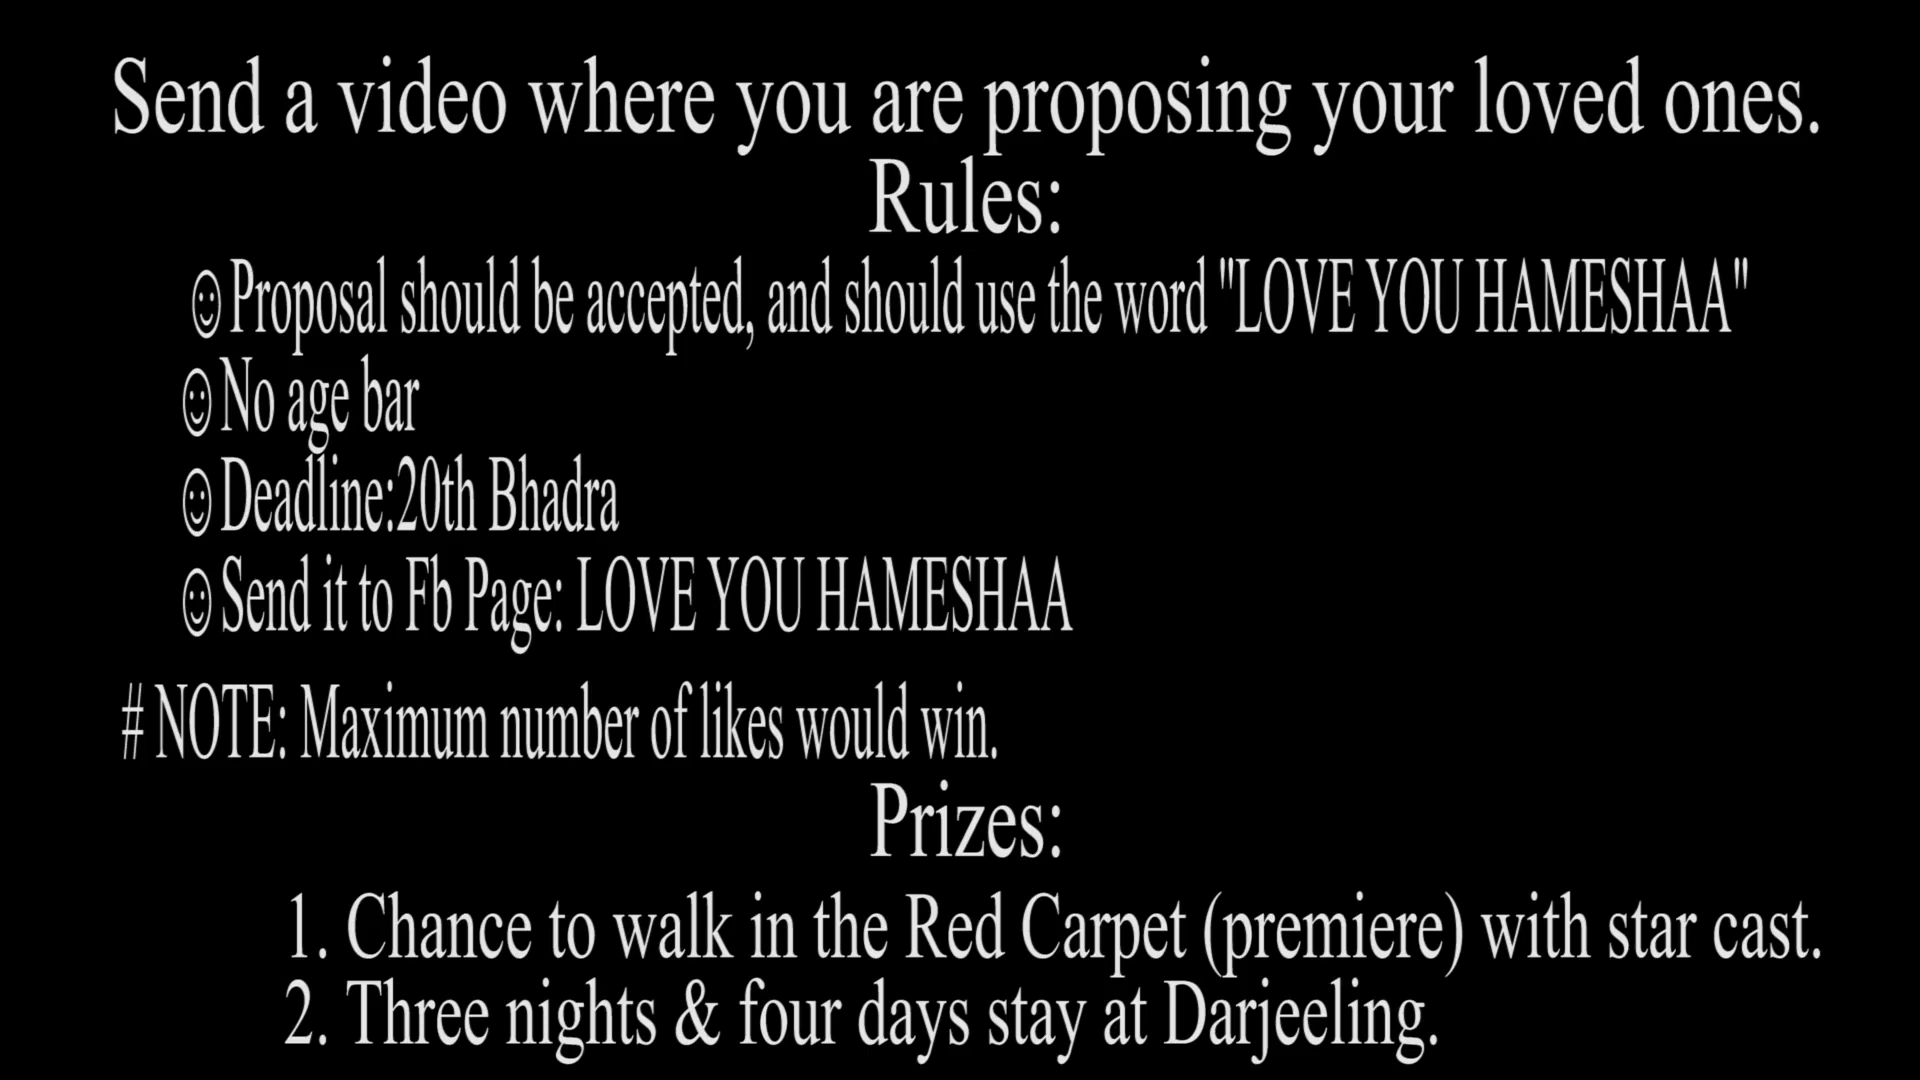 Send a video where you are proposing your loved ones.
Rules:
☺Proposal should be accepted, and should use the word "LOVE YOU HAMESHAA"
☺No age bar
☺Deadline:20th Bhadra
☺Send it to Fb Page: LOVE YOU HAMESHAA
# NOTE: Maximum number of likes would win.
Prizes:
1. Chance to walk in the Red Carpet (premiere) with star cast.
2. Three nights & four days stay at Darjeeling.